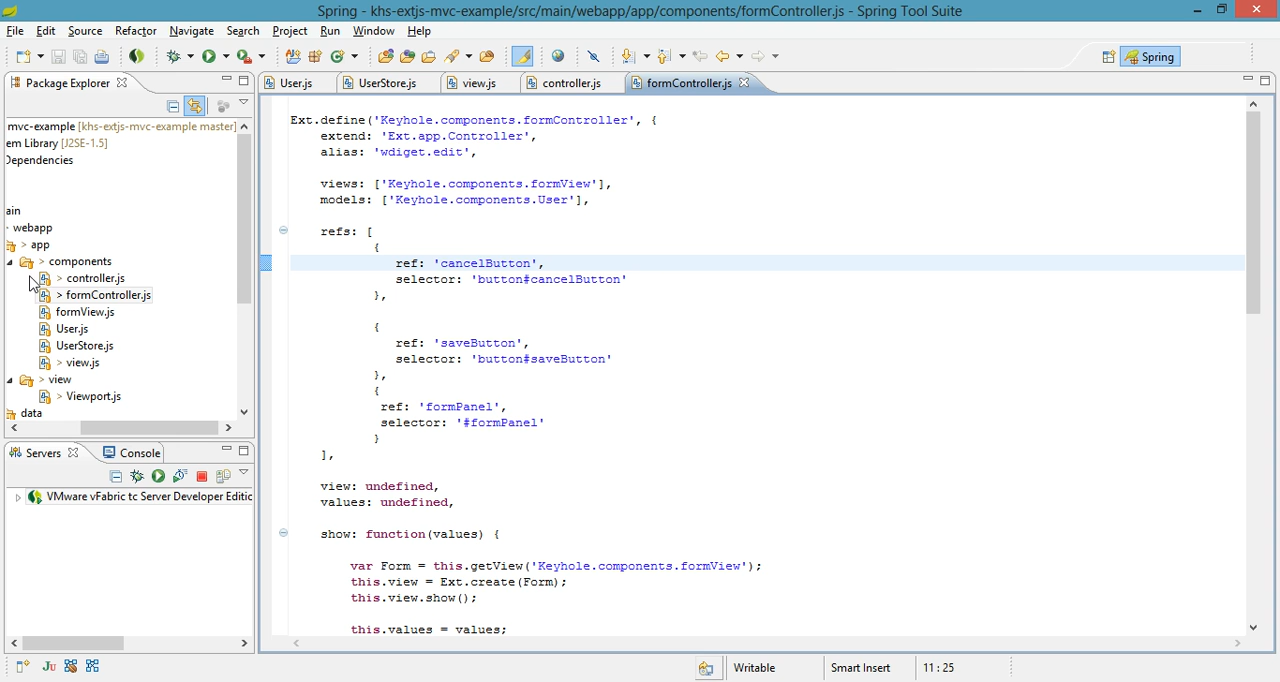 Spring - khs-extjs-mvc-example/src/main/webapp/app/components/formController.js - Spring Tool Suite
File Edit Source Refactor Navigate Search Project Run Window Help
Spring
Package Explorer
User.js UserStore.js view.js controller.js formController.js
mvc-example [khs-extjs-mvc-example master]
em Library [J2SE-1.5]
Dependencies
ain
webapp
> app
> components
> controller.js
> formController.js
formView.js
User.js
UserStore.js
> view.js
> view
> Viewport.js
data
Servers Console
VMware vFabric tc Server Developer Editic
Ext.define('Keyhole.components.formController', {
extend: 'Ext.app.Controller',
alias: 'wdiget.edit',
views: ['Keyhole.components.formView'],
models: ['Keyhole.components.User'],
refs: [
{
ref: 'cancelButton',
selector: 'button#cancelButton'
},
{
ref: 'saveButton',
selector: 'button#saveButton'
},
{
ref: 'formPanel',
selector: '#formPanel'
}
],
view: undefined,
values: undefined,
show: function(values) {
var Form = this.getView('Keyhole.components.formView');
this.view = Ext.create(Form);
this.view.show();
this.values = values;
Ju
Writable Smart Insert 11 : 25